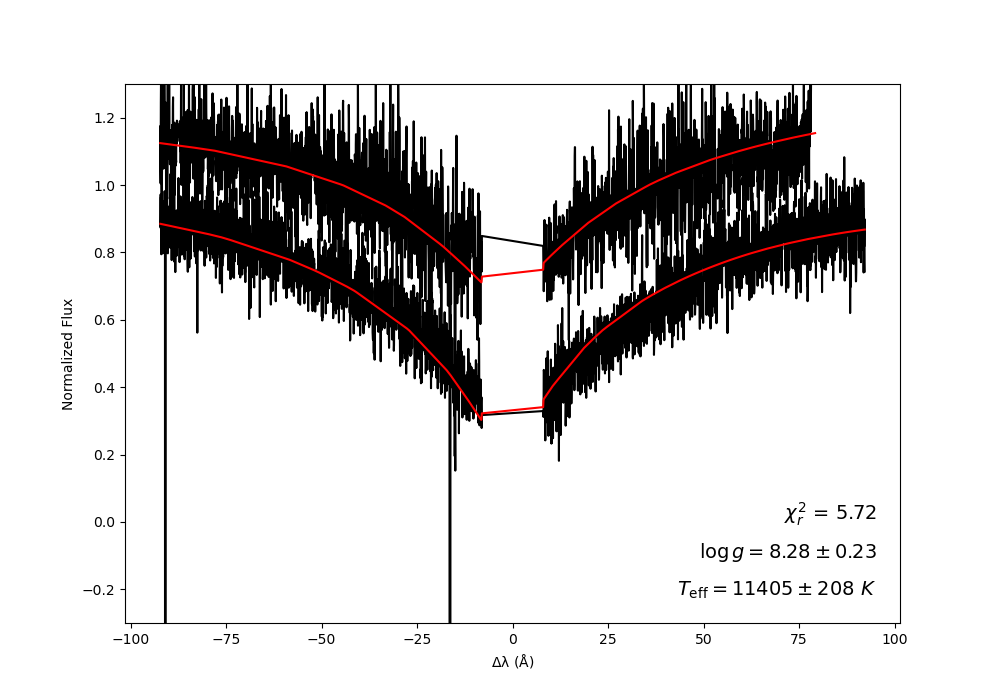 1.2
1.0
0.8
0.6
0.4
0.2
0.0
−0.2
Normalized Flux
χ²ᵣ = 5.72
log g = 8.28 ± 0.23
T_eff = 11405 ± 208 K
−100 −75 −50 −25 0 25 50 75 100
Δλ (Å)